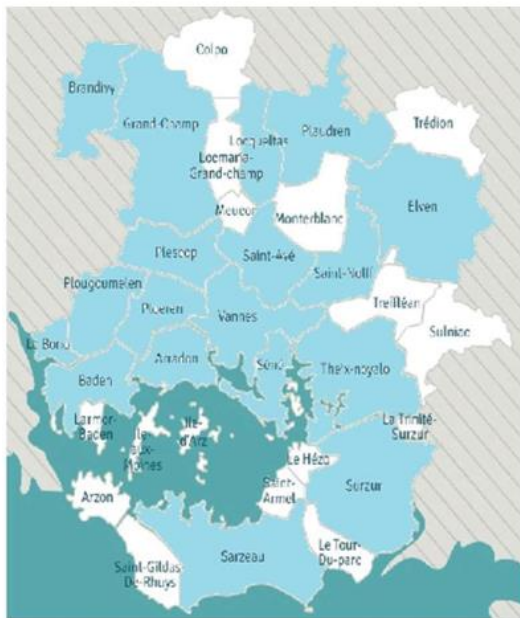 Colpo
Brandivy
Grand-Champ
Locqueltas
Plaudren
Trédion
Locmaria-
Grand-champ
Meucon
Monterblanc
Elven
Plescop
Saint-Avé
Saint-Nolff
Plougoumelen
Ploeren
Vannes
Treffléan
Sulniac
Le Bono
Arradon
Séné
Theix-noyalo
Baden
Larmor-
Baden
Ile-
aux-
Moines
Ile-
d'Arz
La Trinité-
Surzur
Le Hézo
Saint-
Armel
Surzur
Arzon
Le Tour-
Du-parc
Saint-Gildas
De-Rhuys
Sarzeau